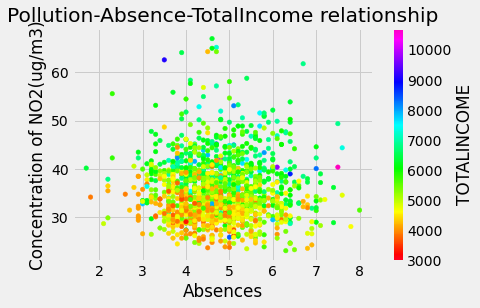 Pollution-Absence-TotalIncome relationship
Concentration of NO2(ug/m3)
60
50
40
30
2 3 4 5 6 7 8
Absences
10000
9000
8000
7000
6000
5000
4000
3000
TOTALINCOME